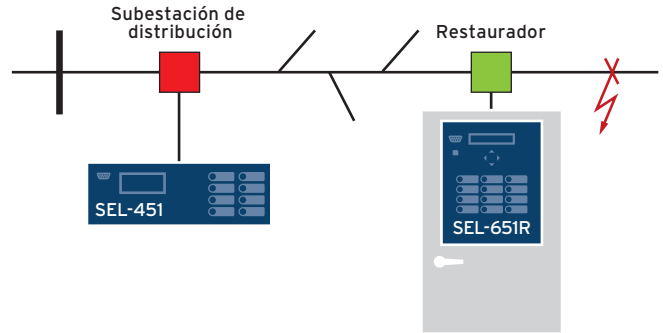 Subestación de
distribución
Restaurador
SEL-451
SEL-651R